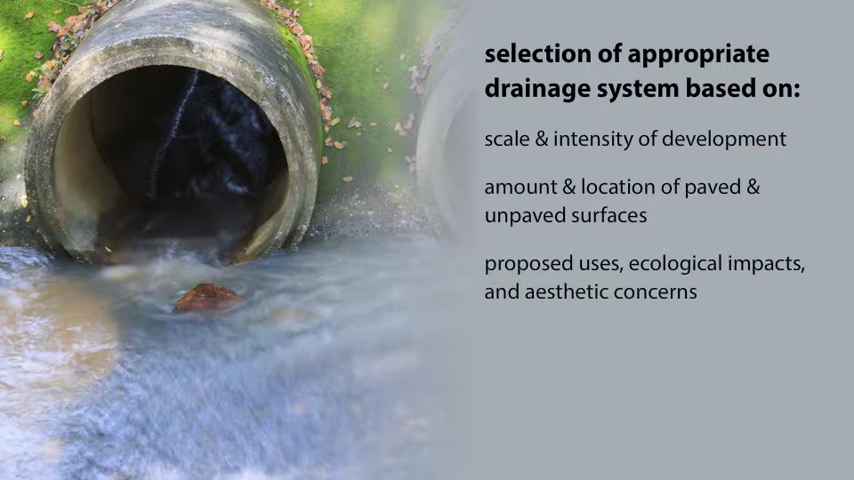 selection of appropriate
drainage system based on:
scale & intensity of development
amount & location of paved &
unpaved surfaces
proposed uses, ecological impacts,
and aesthetic concerns